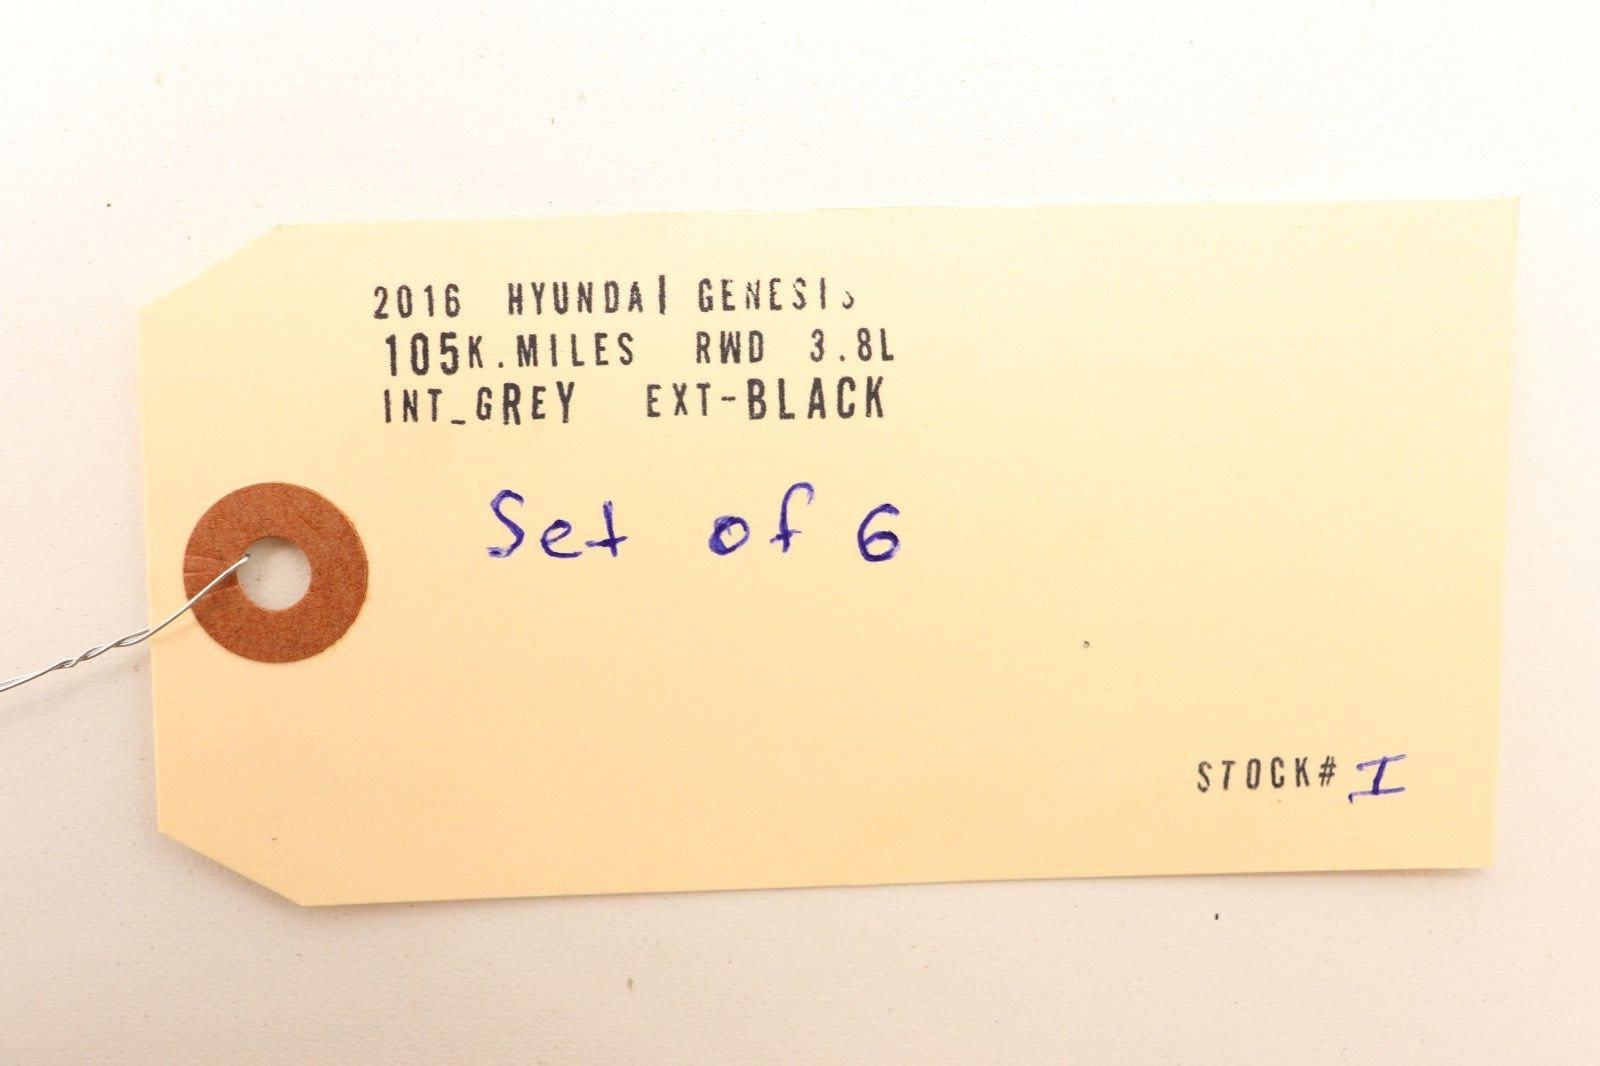 2016 HYUNDAI GENESIS
105K.MILES RWD 3.8L
INT_GREY EXT-BLACK
Set of 6
STOCK# I